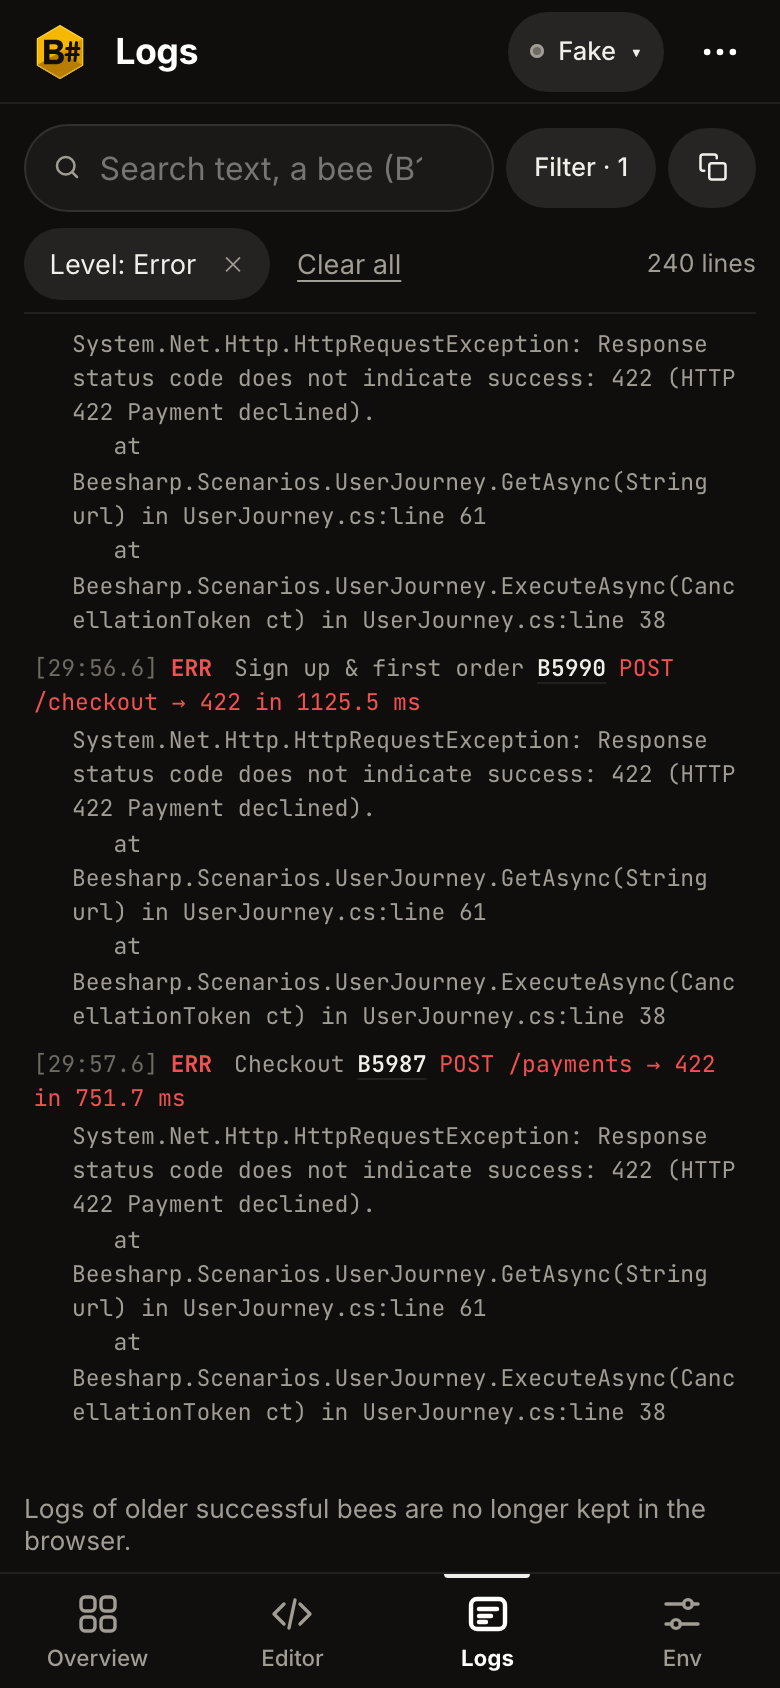 B#
Logs
Fake
Search text, a bee (B
Filter · 1
Level: Error
Clear all
240 lines
System.Net.Http.HttpRequestException: Response
status code does not indicate success: 422 (HTTP
422 Payment declined).
at
Beesharp.Scenarios.UserJourney.GetAsync(String
url) in UserJourney.cs:line 61
at
Beesharp.Scenarios.UserJourney.ExecuteAsync(Canc
ellationToken ct) in UserJourney.cs:line 38
[29:56.6] ERR Sign up & first order B5990 POST
/checkout → 422 in 1125.5 ms
System.Net.Http.HttpRequestException: Response
status code does not indicate success: 422 (HTTP
422 Payment declined).
at
Beesharp.Scenarios.UserJourney.GetAsync(String
url) in UserJourney.cs:line 61
at
Beesharp.Scenarios.UserJourney.ExecuteAsync(Canc
ellationToken ct) in UserJourney.cs:line 38
[29:57.6] ERR Checkout B5987 POST /payments → 422
in 751.7 ms
System.Net.Http.HttpRequestException: Response
status code does not indicate success: 422 (HTTP
422 Payment declined).
at
Beesharp.Scenarios.UserJourney.GetAsync(String
url) in UserJourney.cs:line 61
at
Beesharp.Scenarios.UserJourney.ExecuteAsync(Canc
ellationToken ct) in UserJourney.cs:line 38
Logs of older successful bees are no longer kept in the
browser.
Overview
Editor
Logs
Env